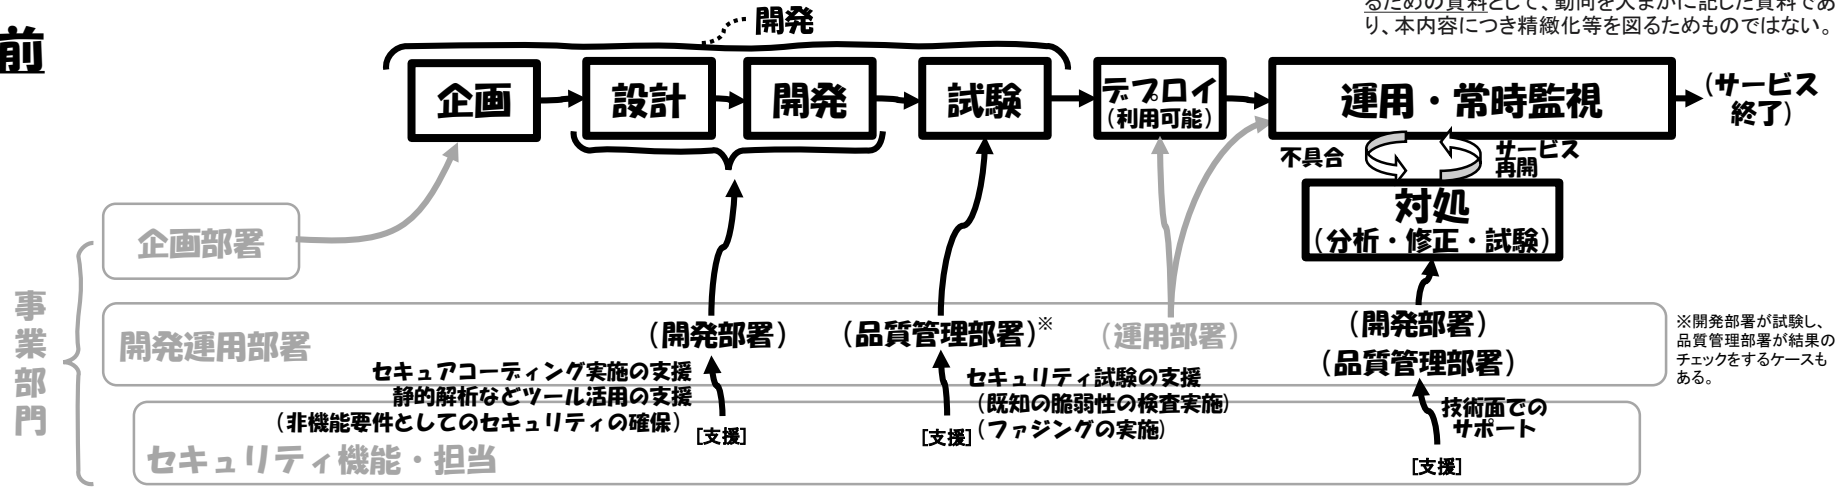 前
るための資料として、動向を大まかに記した資料であ
り、本内容につき精緻化等を図るためのものではない。
開発
企画
設計
開発
試験
デプロイ
(利用可能)
運用・常時監視
(サービス
終了)
不具合
サービス
再開
対処
(分析・修正・試験)
企画部署
事業部門
開発運用部署
(開発部署)
(品質管理部署)※
(運用部署)
(開発部署)
(品質管理部署)
※開発部署が試験し、
品質管理部署が結果の
チェックをするケースも
ある。
セキュアコーディング実施の支援
静的解析などツール活用の支援
(非機能要件としてのセキュリティの確保)
[支援]
セキュリティ試験の支援
(既知の脆弱性の検査実施)
(ファジングの実施)
[支援]
技術面での
サポート
[支援]
セキュリティ機能・担当